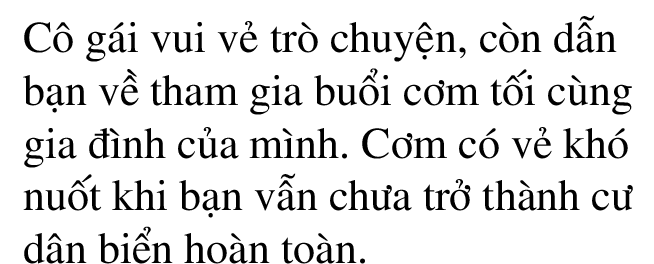 Cô gái vui vẻ trò chuyện, còn dẫn
bạn về tham gia buổi cơm tối cùng
gia đình của mình. Cơm có vẻ khó
nuốt khi bạn vẫn chưa trở thành cư
dân biển hoàn toàn.